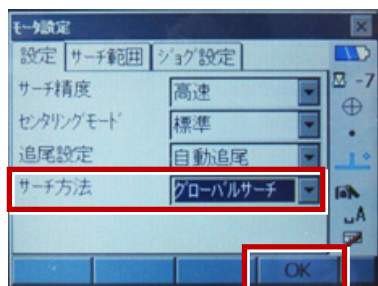 モータ設定
設定 サーチ範囲 ジョグ設定
サーチ精度 高速
センタリングモード 標準
追尾設定 自動追尾
サーチ方法 グローバルサーチ
-7
A
OK